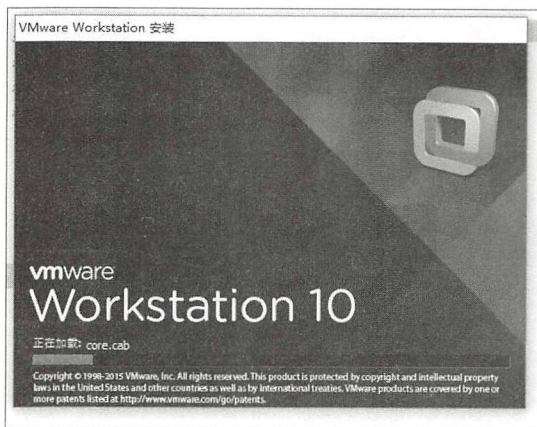 VMware Workstation 安装
vmware
Workstation 10
正在加载: core.cab
Copyright © 1998-2015 VMware, Inc. All rights reserved. This product is protected by copyright and intellectual property
laws in the United States and other countries as well as by international treaties. VMware products are covered by one or
more patents listed at http://www.vmware.com/go/patents.